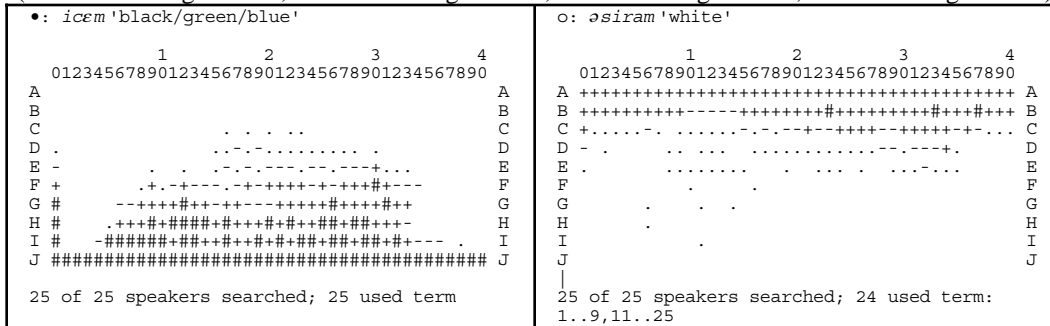 •: icɛm 'black/green/blue'
1 2 3 4
01234567890123456789012345678901234567890
A A
B B
C . . .. C
D . ..-.-......... . D
E - . . .-.-.---.--.---+... E
F + .+.-+---.-.+-++++-+-+++#+--- F
G # --++++#++-++---+++++#++++#++ G
H # .+++#+####+#+++#+#++##+##+++- H
I # -######+##++#++#+#+##+##+##+#+--- . I
J ######################################### J
25 of 25 speakers searched; 25 used term
o: əsiram 'white'
1 2 3 4
01234567890123456789012345678901234567890
A +++++++++++++++++++++++++++++++++++++++++ A
B ++++++++++-----++++++++#+++++++++#+++#+++ B
C +.....-. ......-.-.--+--++++--+++++-+-... C
D - . .. ... ...........--.---+. D
E . ........ .. ... . ...-... E
F . . F
G . . . G
H . H
I . I
J J
|
25 of 25 speakers searched; 24 used term:
1..9,11..25